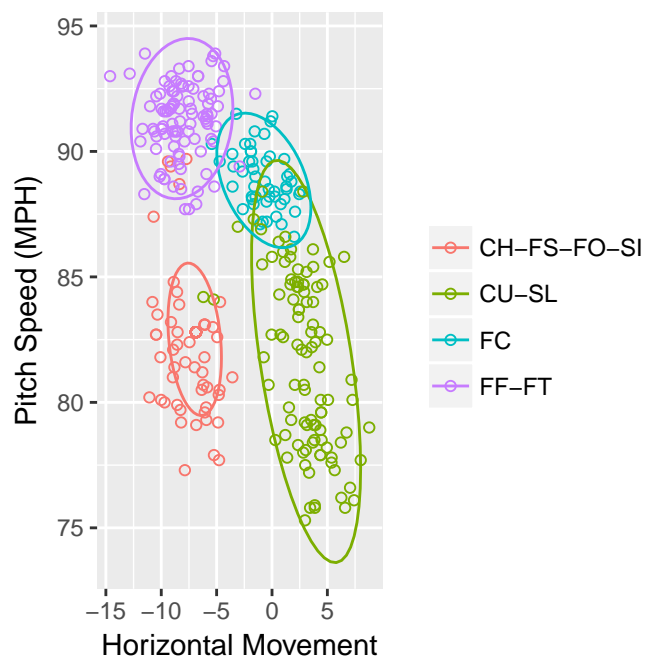 95
90
85
80
75
Pitch Speed (MPH)
−15 −10 −5 0 5
Horizontal Movement
CH−FS−FO−SI
CU−SL
FC
FF−FT